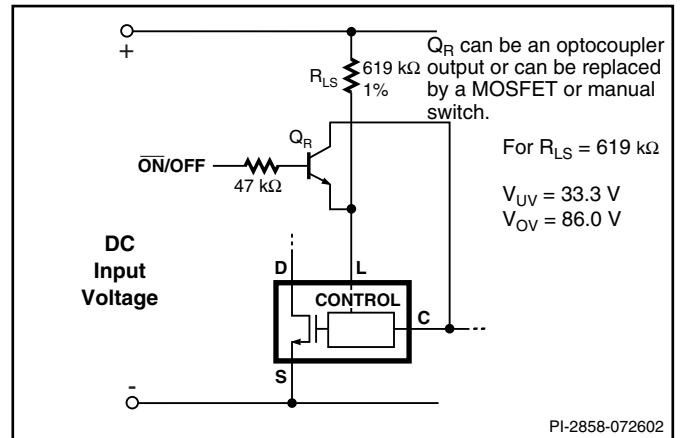 +
R_LS
619 kΩ
1%
Q_R can be an optocoupler
output or can be replaced
by a MOSFET or manual
switch.
Q_R
For R_LS = 619 kΩ
O̅N̅/OFF
47 kΩ
V_UV = 33.3 V
V_OV = 86.0 V
DC
Input
Voltage
D
L
CONTROL
C
S
-
PI-2858-072602